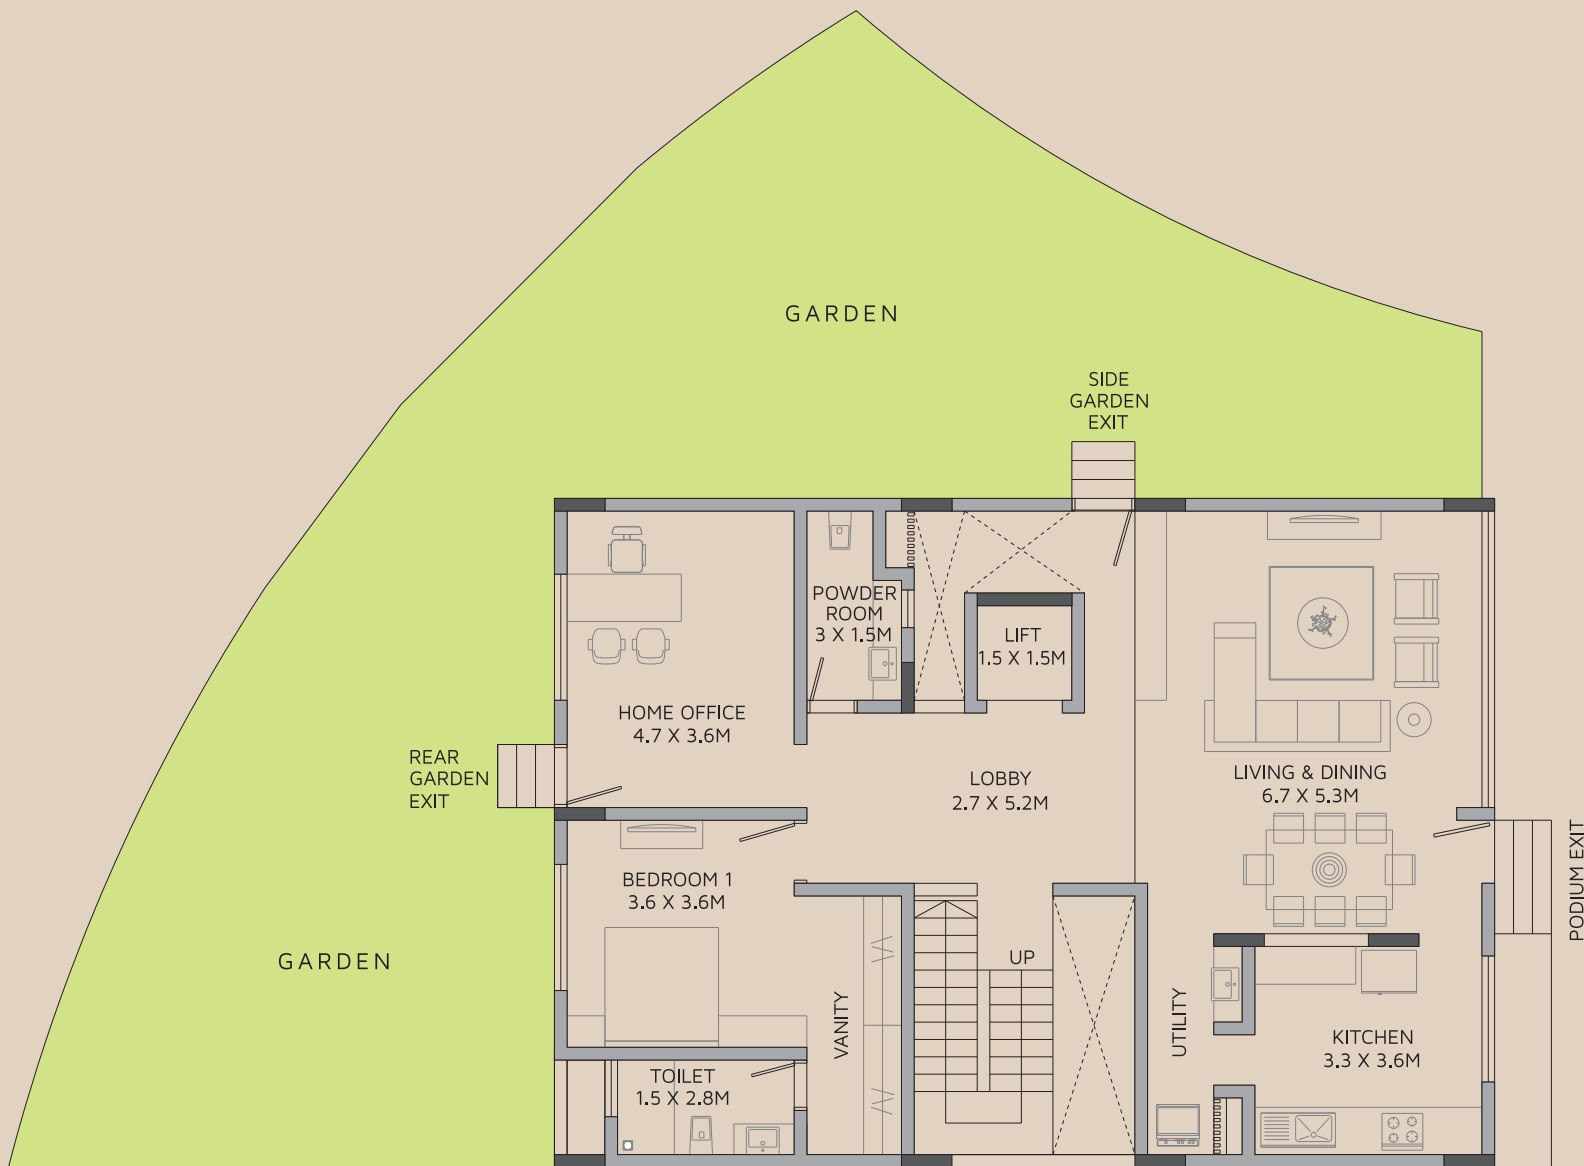 GARDEN
SIDE
GARDEN
EXIT
POWDER
ROOM
3 X 1.5M
LIFT
1.5 X 1.5M
HOME OFFICE
4.7 X 3.6M
REAR
GARDEN
EXIT
LOBBY
2.7 X 5.2M
LIVING & DINING
6.7 X 5.3M
PODIUM EXIT
BEDROOM 1
3.6 X 3.6M
GARDEN
UP
VANITY
UTILITY
KITCHEN
3.3 X 3.6M
TOILET
1.5 X 2.8M